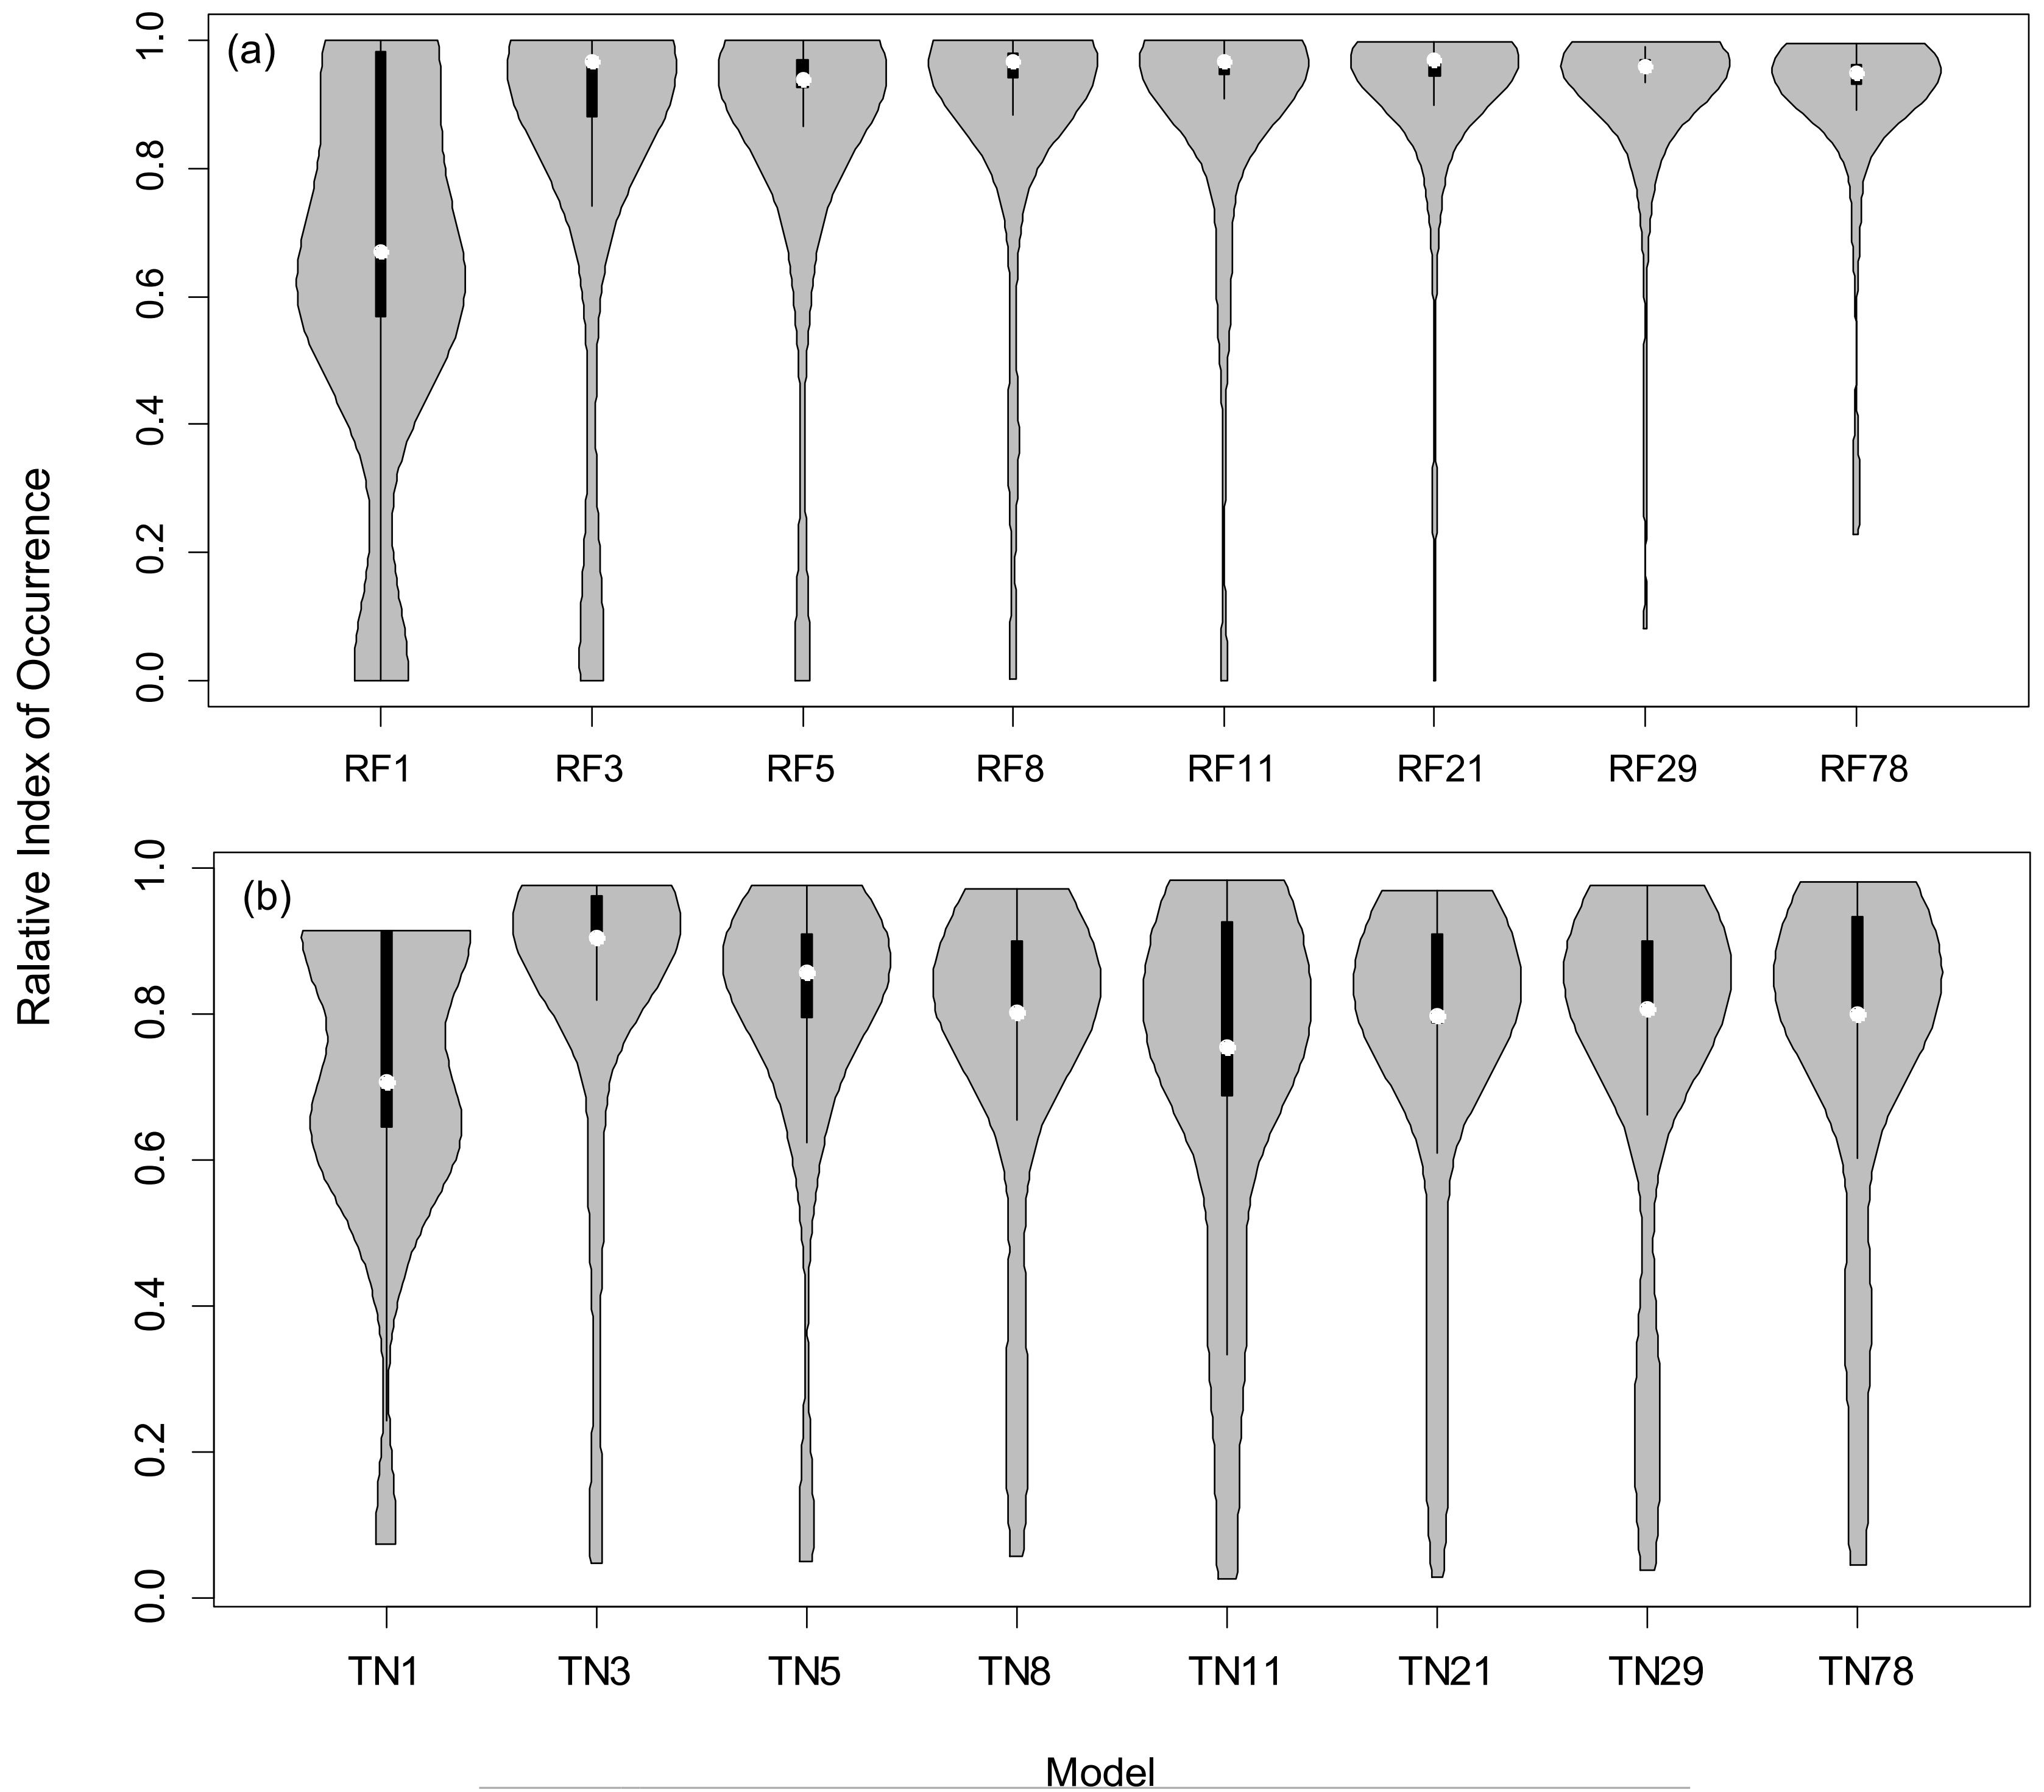 Ralative Index of Occurrence
(a)
1.0
0.8
0.6
0.4
0.2
0.0
RF1 RF3 RF5 RF8 RF11 RF21 RF29 RF78
(b)
1.0
0.8
0.6
0.4
0.2
0.0
TN1 TN3 TN5 TN8 TN11 TN21 TN29 TN78
Model